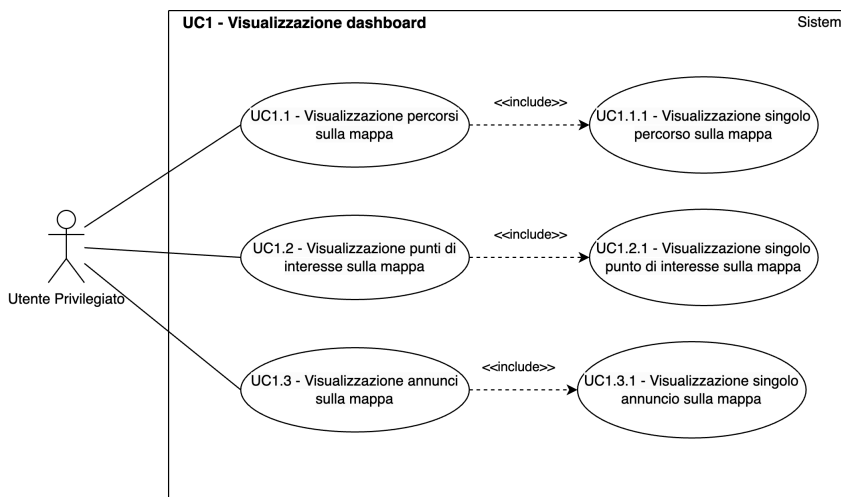 UC1 - Visualizzazione dashboard
Sistem
<<include>>
UC1.1 - Visualizzazione percorsi
sulla mappa
UC1.1.1 - Visualizzazione singolo
percorso sulla mappa
<<include>>
UC1.2 - Visualizzazione punti di
interesse sulla mappa
UC1.2.1 - Visualizzazione singolo
punto di interesse sulla mappa
Utente Privilegiato
<<include>>
UC1.3 - Visualizzazione annunci
sulla mappa
UC1.3.1 - Visualizzazione singolo
annuncio sulla mappa